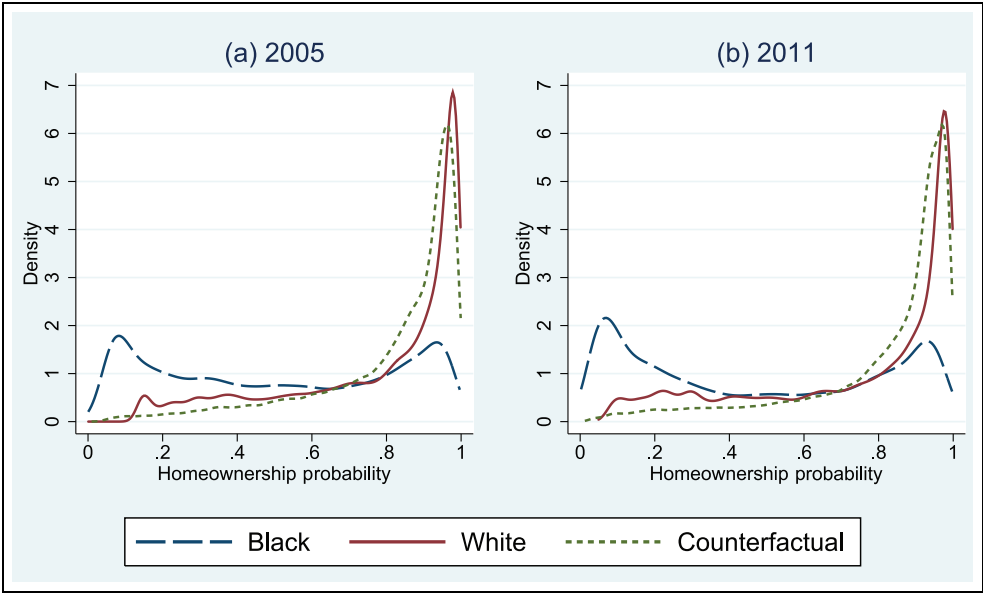 (a) 2005
(b) 2011
Density
7
6
5
4
3
2
1
0
0 .2 .4 .6 .8 1
Homeownership probability
Density
7
6
5
4
3
2
1
0
0 .2 .4 .6 .8 1
Homeownership probability
Black White Counterfactual